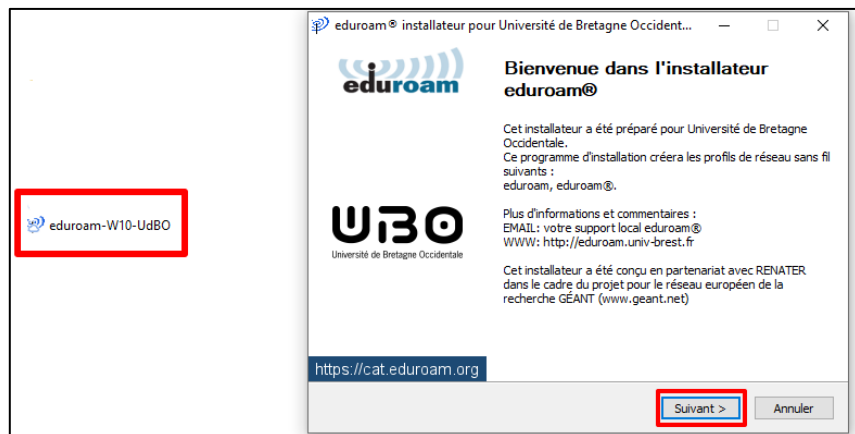 eduroam-W10-UdBO
eduroam® installateur pour Université de Bretagne Occident...
eduroam
Bienvenue dans l'installateur
eduroam®
Cet installateur a été préparé pour Université de Bretagne
Occidentale.
Ce programme d'installation créera les profils de réseau sans fil
suivants :
eduroam, eduroam®.
UBO
Université de Bretagne Occidentale
Plus d'informations et commentaires :
EMAIL: votre support local eduroam®
WWW: http://eduroam.univ-brest.fr
Cet installateur a été conçu en partenariat avec RENATER
dans le cadre du projet pour le réseau européen de la
recherche GÉANT (www.geant.net)
https://cat.eduroam.org
Suivant >
Annuler